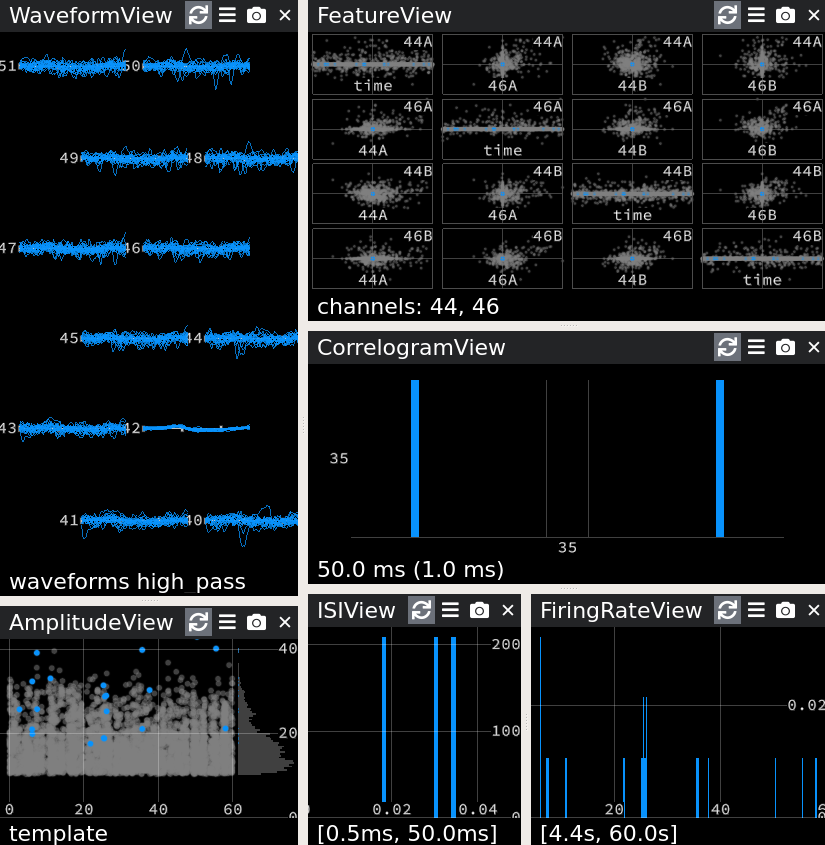 WaveformView
51 50
49 48
47 46
45 44
43 42
41 40
waveforms high_pass
FeatureView
44A 44A 44A 44A
time 46A 44B 46B
46A 46A 46A 46A
44A time 44B 46B
44B 44B 44B 44B
44A 46A time 46B
46B 46B 46B 46B
44A 46A 44B time
channels: 44, 46
CorrelogramView
35
35
50.0 ms (1.0 ms)
AmplitudeView
40
20
0 20 40 60 0
template
ISIView
200
100
0 0.02 0.04 0
[0.5ms, 50.0ms]
FiringRateView
0.02
20 40 6
[4.4s, 60.0s]